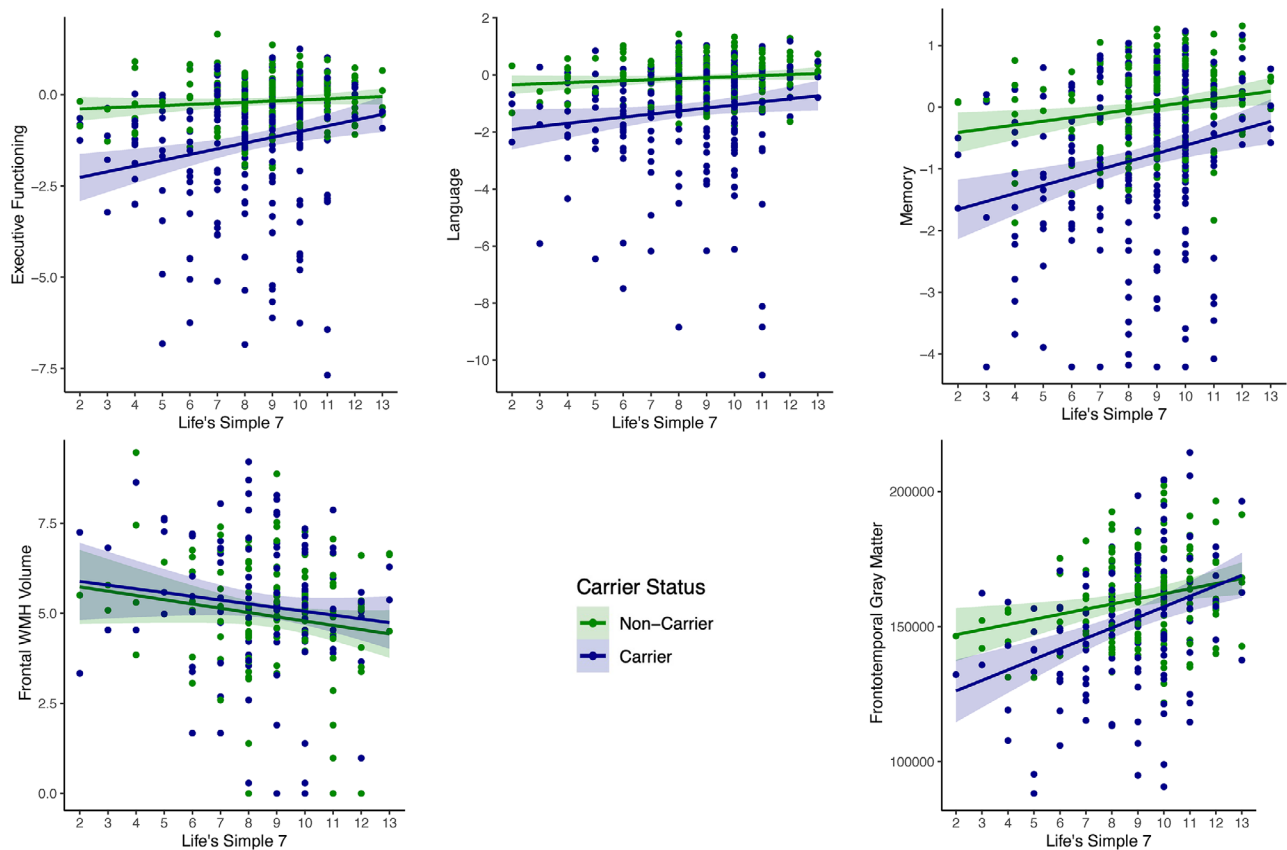 Executive Functioning
0.0
−2.5
−5.0
−7.5
2 3 4 5 6 7 8 9 10 11 12 13
Life's Simple 7
Language
2
0
−2
−4
−6
−8
−10
2 3 4 5 6 7 8 9 10 11 12 13
Life's Simple 7
Memory
1
0
−1
−2
−3
−4
2 3 4 5 6 7 8 9 10 11 12 13
Life's Simple 7
Frontal WMH Volume
7.5
5.0
2.5
0.0
2 3 4 5 6 7 8 9 10 11 12 13
Life's Simple 7
Carrier Status
Non−Carrier
Carrier
Frontotemporal Gray Matter
200000
150000
100000
2 3 4 5 6 7 8 9 10 11 12 13
Life's Simple 7